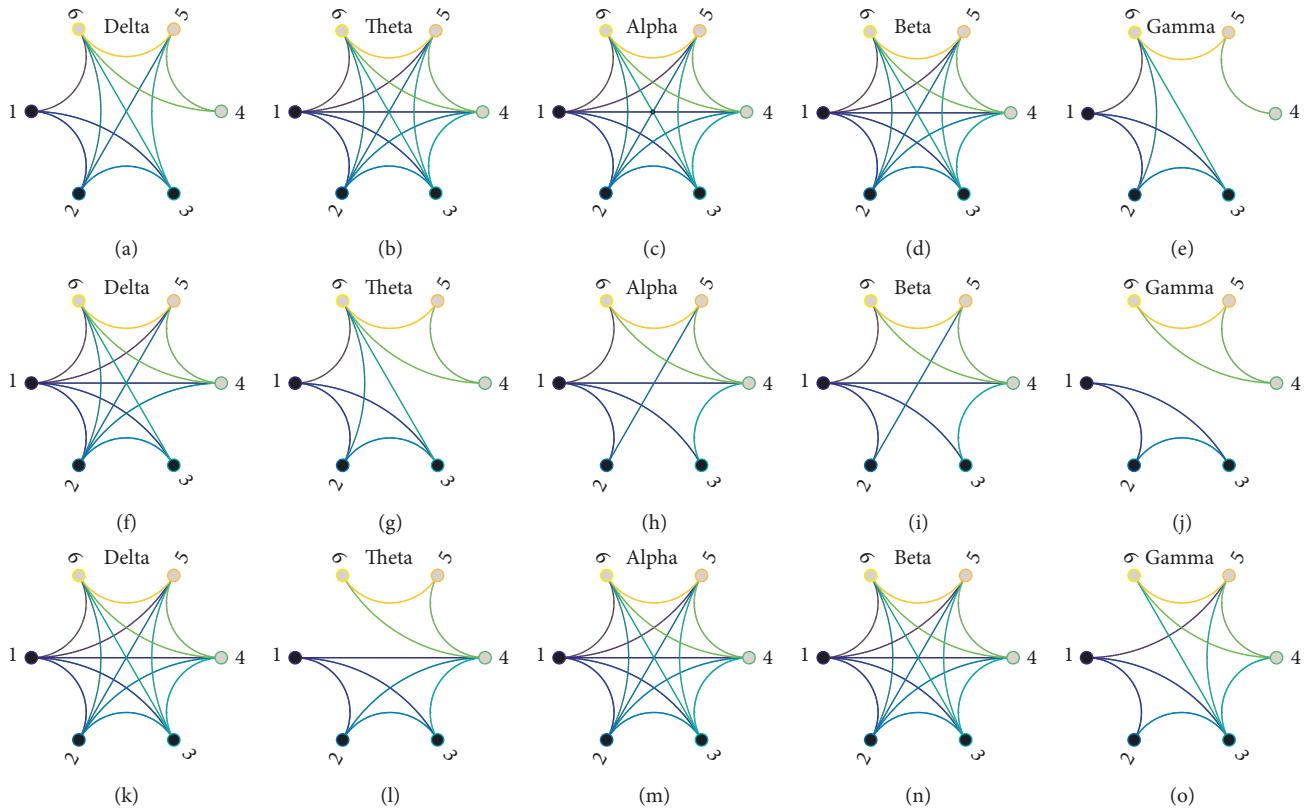 6 Delta 5 6 Theta 5 6 Alpha 5 6 Beta 5 6 Gamma 5
1 4 1 4 1 4 1 4 1 4
2 3 2 3 2 3 2 3 2 3
(a) (b) (c) (d) (e)
6 Delta 5 6 Theta 5 6 Alpha 5 6 Beta 5 6 Gamma 5
1 4 1 4 1 4 1 4 1 4
2 3 2 3 2 3 2 3 2 3
(f) (g) (h) (i) (j)
6 Delta 5 6 Theta 5 6 Alpha 5 6 Beta 5 6 Gamma 5
1 4 1 4 1 4 1 4 1 4
2 3 2 3 2 3 2 3 2 3
(k) (l) (m) (n) (o)